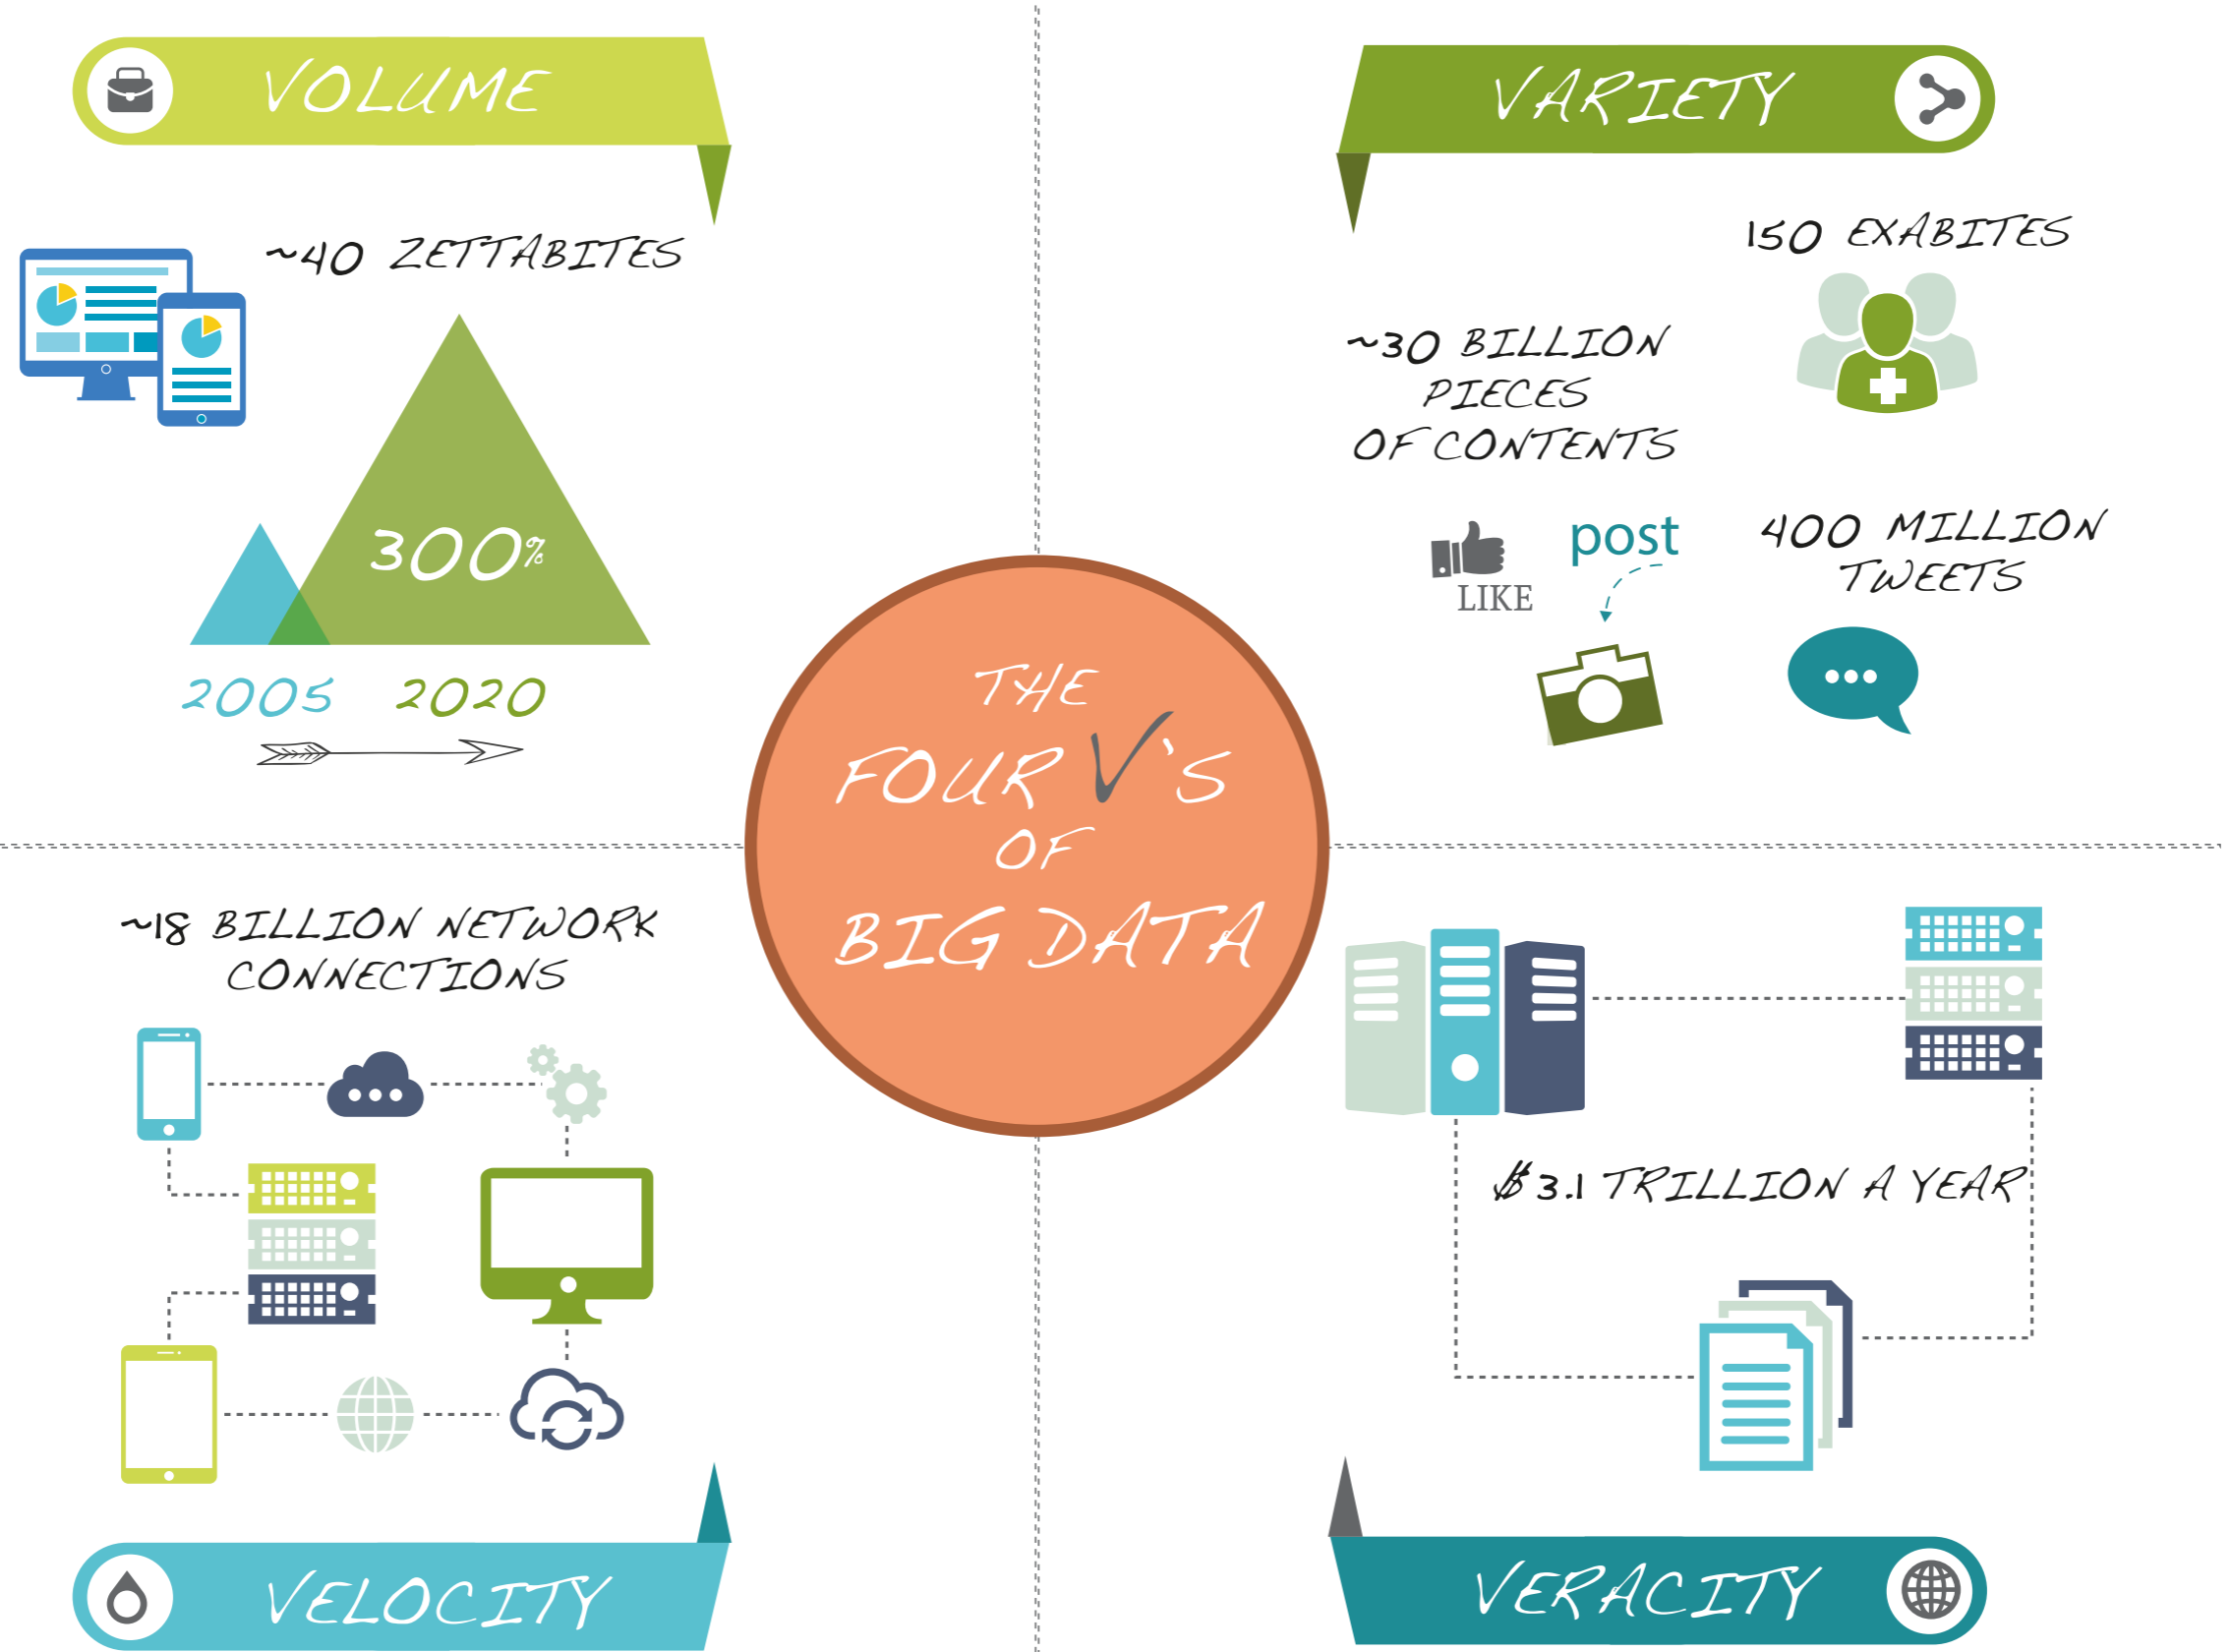 VOLUME
~40 ZETTABITES
300%
2005 2020
VARIETY
150 EXABITES
~30 BILLION
PIECES
OF CONTENTS
LIKE
post
400 MILLION
TWEETS
THE
FOUR V'S
OF
BIG DATA
~18 BILLION NETWORK
CONNECTIONS
VELOCITY
$3.1 TRILLION A YEAR
VERACITY